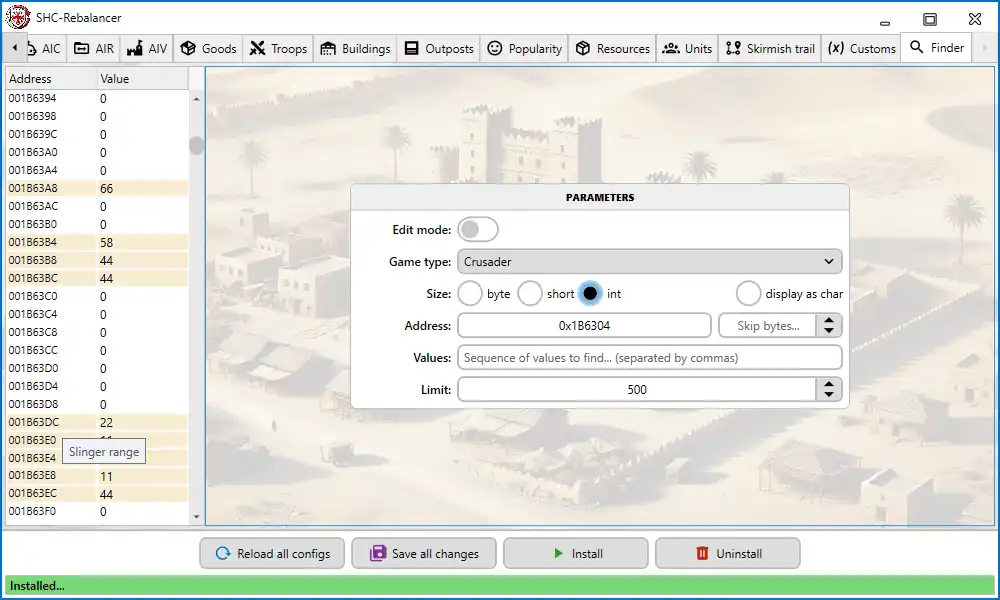 SHC-Rebalancer
AIC AIR AIV Goods Troops Buildings Outposts Popularity Resources Units Skirmish trail (x) Customs Finder
Address Value
001B6394 0
001B6398 0
001B639C 0
001B63A0 0
001B63A4 0
001B63A8 66
001B63AC 0
001B63B0 0
001B63B4 58
001B63B8 44
001B63BC 44
001B63C0 0
001B63C4 0
001B63C8 0
001B63CC 0
001B63D0 0
001B63D4 0
001B63D8 0
001B63DC 22
001B63E0
001B63E4
Slinger range
001B63E8 11
001B63EC 44
001B63F0 0
PARAMETERS
Edit mode:
Game type: Crusader
Size: byte short int display as char
Address: 0x1B6304 Skip bytes...
Values: Sequence of values to find... (separated by commas)
Limit: 500
Reload all configs Save all changes Install Uninstall
Installed...